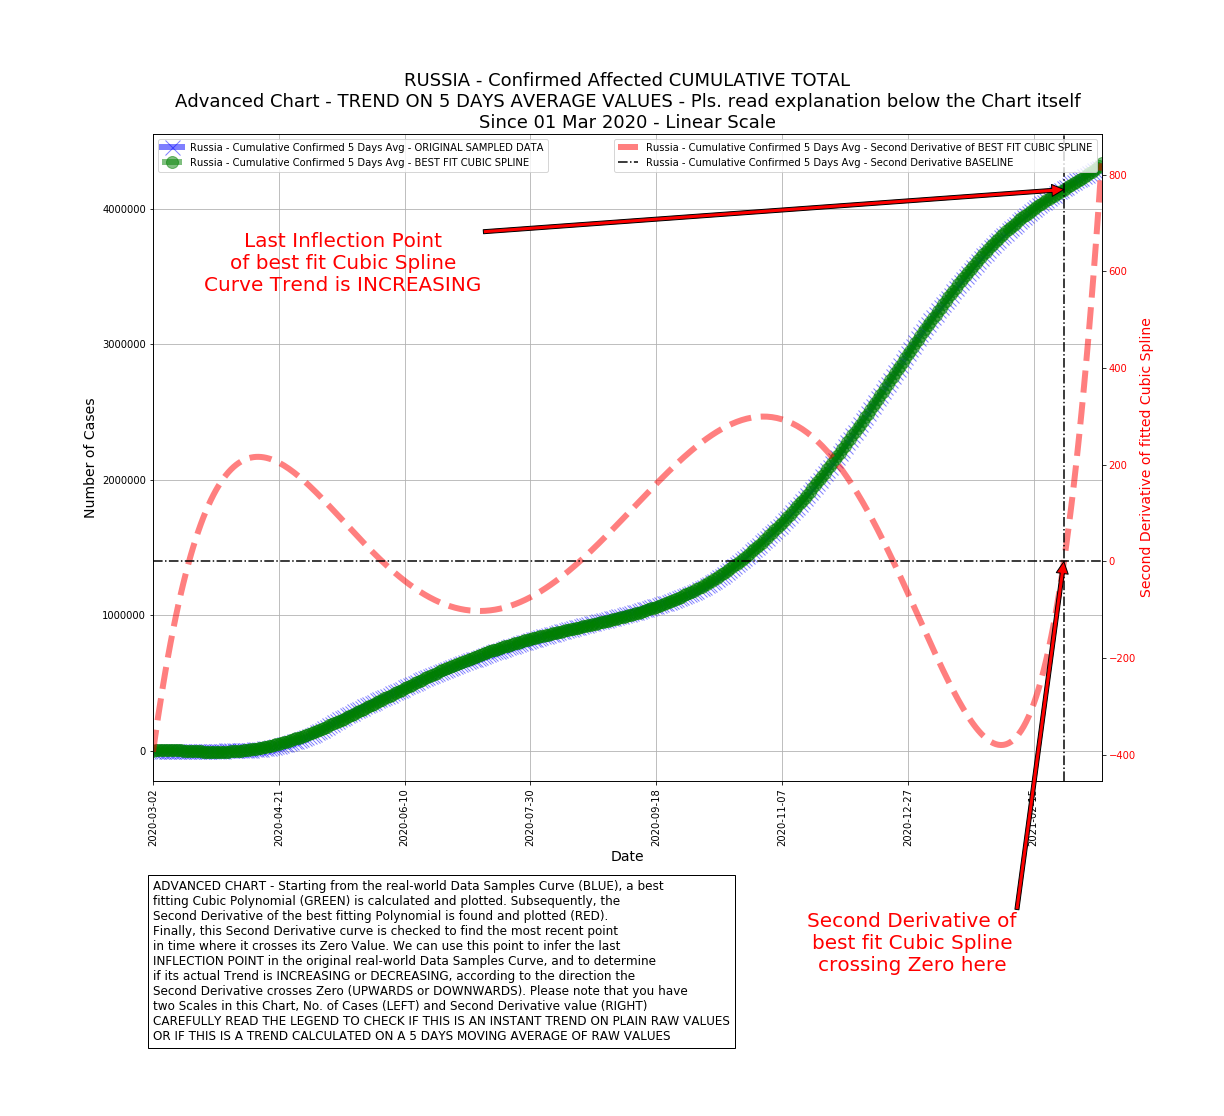 RUSSIA - Confirmed Affected CUMULATIVE TOTAL
Advanced Chart - TREND ON 5 DAYS AVERAGE VALUES - Pls. read explanation below the Chart itself
Since 01 Mar 2020 - Linear Scale
Russia - Cumulative Confirmed 5 Days Avg - ORIGINAL SAMPLED DATA
Russia - Cumulative Confirmed 5 Days Avg - BEST FIT CUBIC SPLINE
Russia - Cumulative Confirmed 5 Days Avg - Second Derivative of BEST FIT CUBIC SPLINE
Russia - Cumulative Confirmed 5 Days Avg - Second Derivative BASELINE
Last Inflection Point
of best fit Cubic Spline
Curve Trend is INCREASING
Number of Cases
4000000
3000000
2000000
1000000
0
800
600
400
200
0
−200
−400
Second Derivative of fitted Cubic Spline
2020-03-02
2020-04-21
2020-06-10
2020-07-30
2020-09-18
2020-11-07
2020-12-27
2021-02-15
Date
ADVANCED CHART - Starting from the real-world Data Samples Curve (BLUE), a best
fitting Cubic Polynomial (GREEN) is calculated and plotted. Subsequently, the
Second Derivative of the best fitting Polynomial is found and plotted (RED).
Finally, this Second Derivative curve is checked to find the most recent point
in time where it crosses its Zero Value. We can use this point to infer the last
INFLECTION POINT in the original real-world Data Samples Curve, and to determine
if its actual Trend is INCREASING or DECREASING, according to the direction the
Second Derivative crosses Zero (UPWARDS or DOWNWARDS). Please note that you have
two Scales in this Chart, No. of Cases (LEFT) and Second Derivative value (RIGHT)
CAREFULLY READ THE LEGEND TO CHECK IF THIS IS AN INSTANT TREND ON PLAIN RAW VALUES
OR IF THIS IS A TREND CALCULATED ON A 5 DAYS MOVING AVERAGE OF RAW VALUES
Second Derivative of
best fit Cubic Spline
crossing Zero here